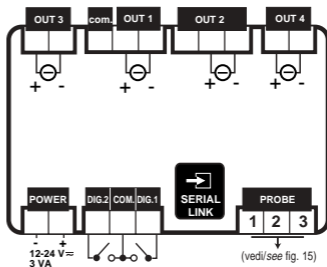 OUT 3 com. OUT 1 OUT 2 OUT 4
+ - + - + - + -
POWER DIG.2 COM. DIG.1 SERIAL LINK PROBE
1 2 3
- +
12-24 V≂
3 VA
(vedi/see fig. 15)